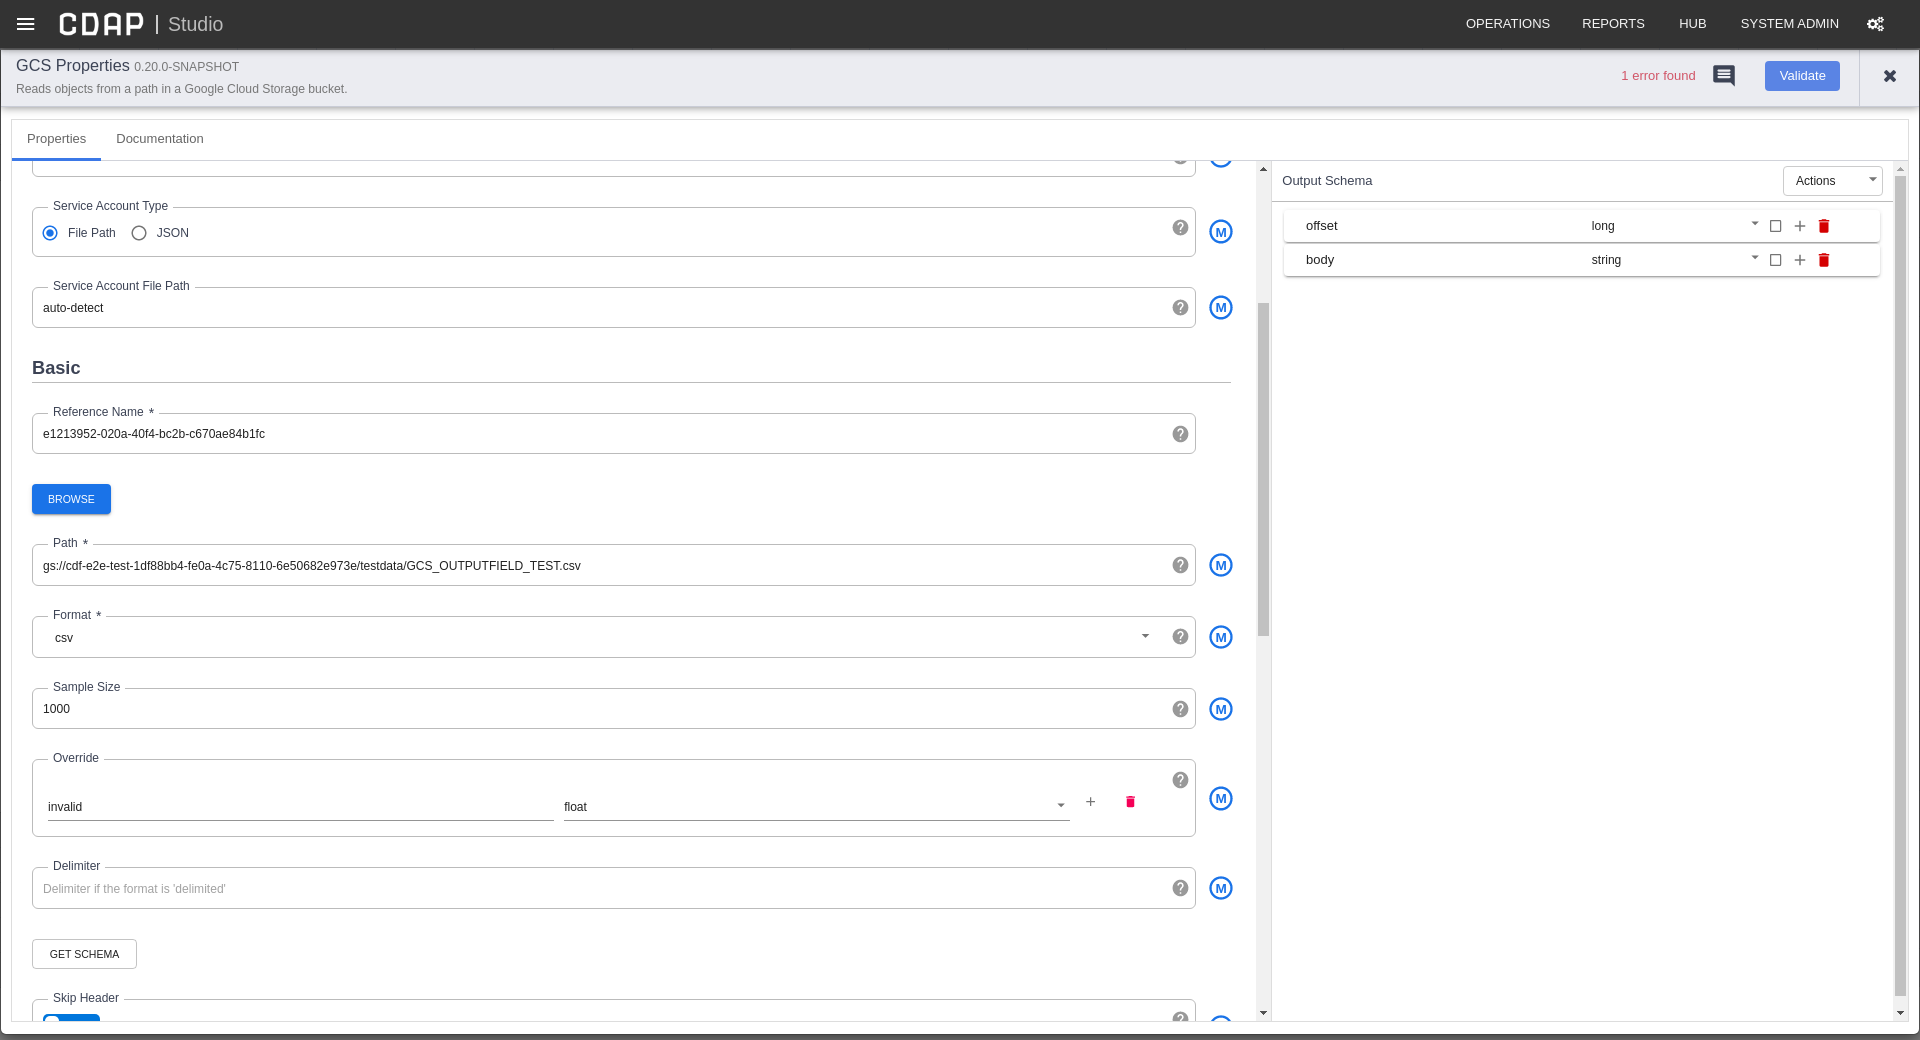 CDAP | Studio
OPERATIONS REPORTS HUB SYSTEM ADMIN
GCS Properties 0.20.0-SNAPSHOT
Reads objects from a path in a Google Cloud Storage bucket.
1 error found
Validate
Properties Documentation
Service Account Type
File Path JSON
M
Service Account File Path
auto-detect
M
Basic
Reference Name *
e1213952-020a-40f4-bc2b-c670ae84b1fc
BROWSE
Path *
gs://cdf-e2e-test-1df88bb4-fe0a-4c75-8110-6e50682e973e/testdata/GCS_OUTPUTFIELD_TEST.csv
M
Format *
csv
M
Sample Size
1000
M
Override
invalid float
M
Delimiter
Delimiter if the format is 'delimited'
M
GET SCHEMA
Skip Header
Output Schema
Actions
offset long
body string